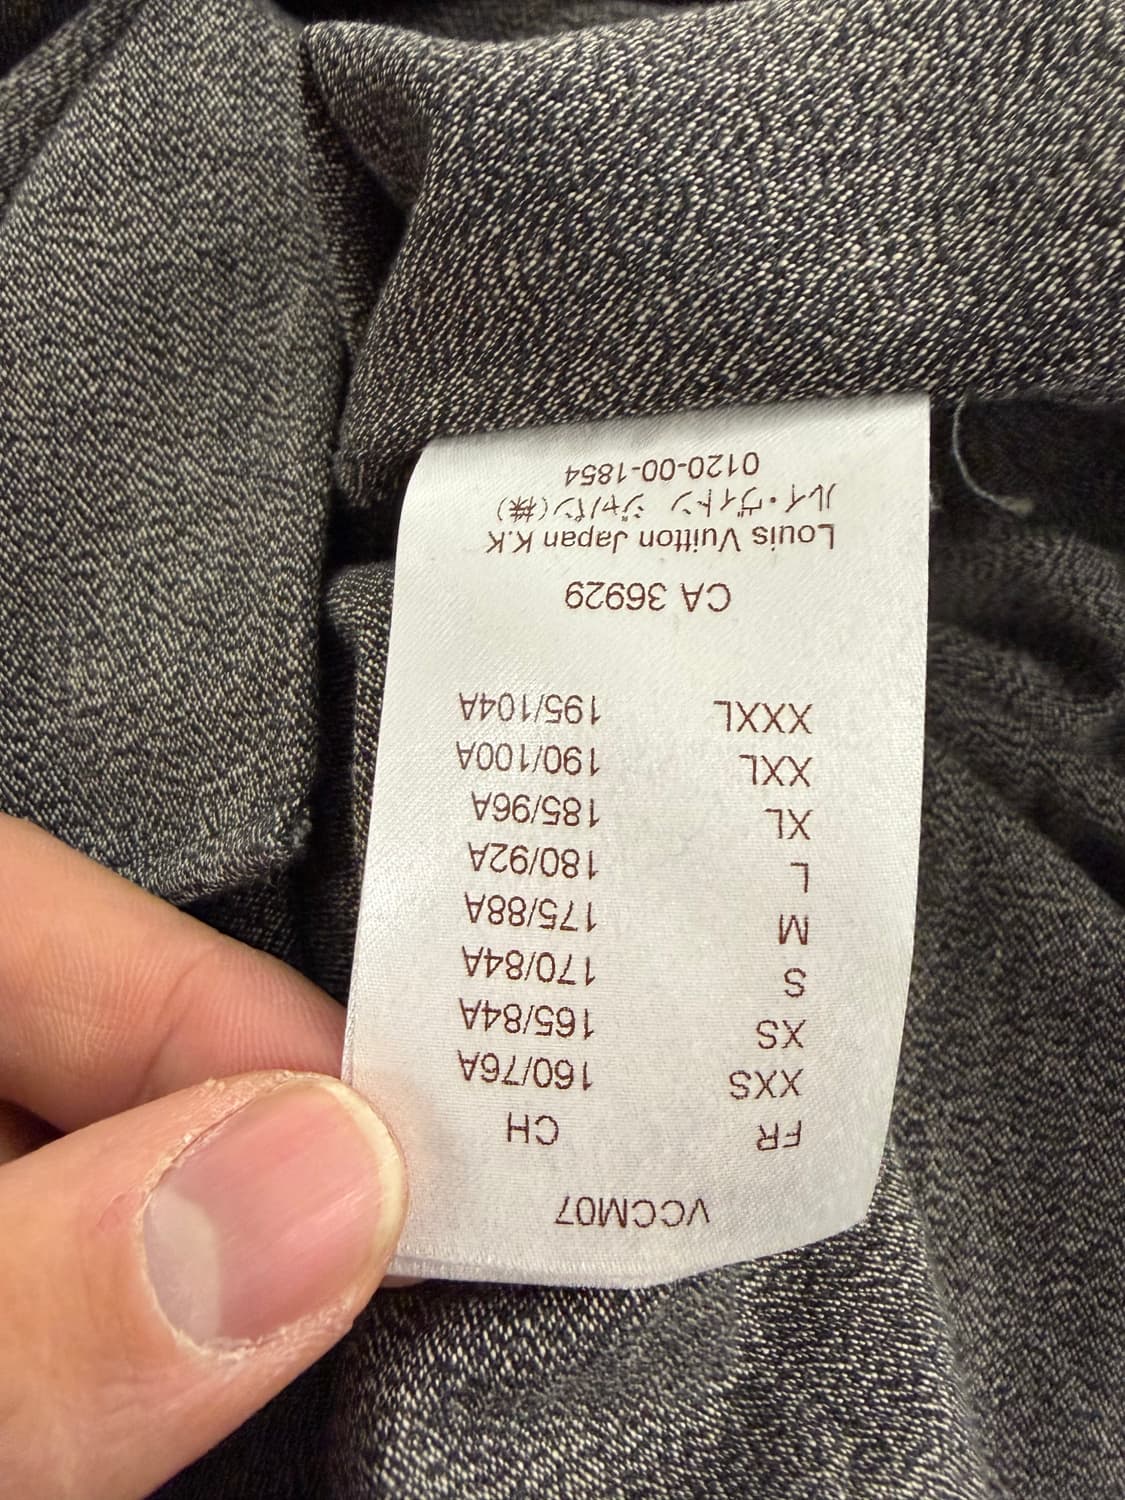 VCCM07
FR CH
XXS 160/76A
XS 165/84A
S 170/84A
M 175/88A
L 180/92A
XL 185/96A
XXL 190/100A
XXXL 195/104A
CA 36929
Louis Vuitton Japan K.K
ルイ・ヴィトン ジャパン(株)
0120-00-1854